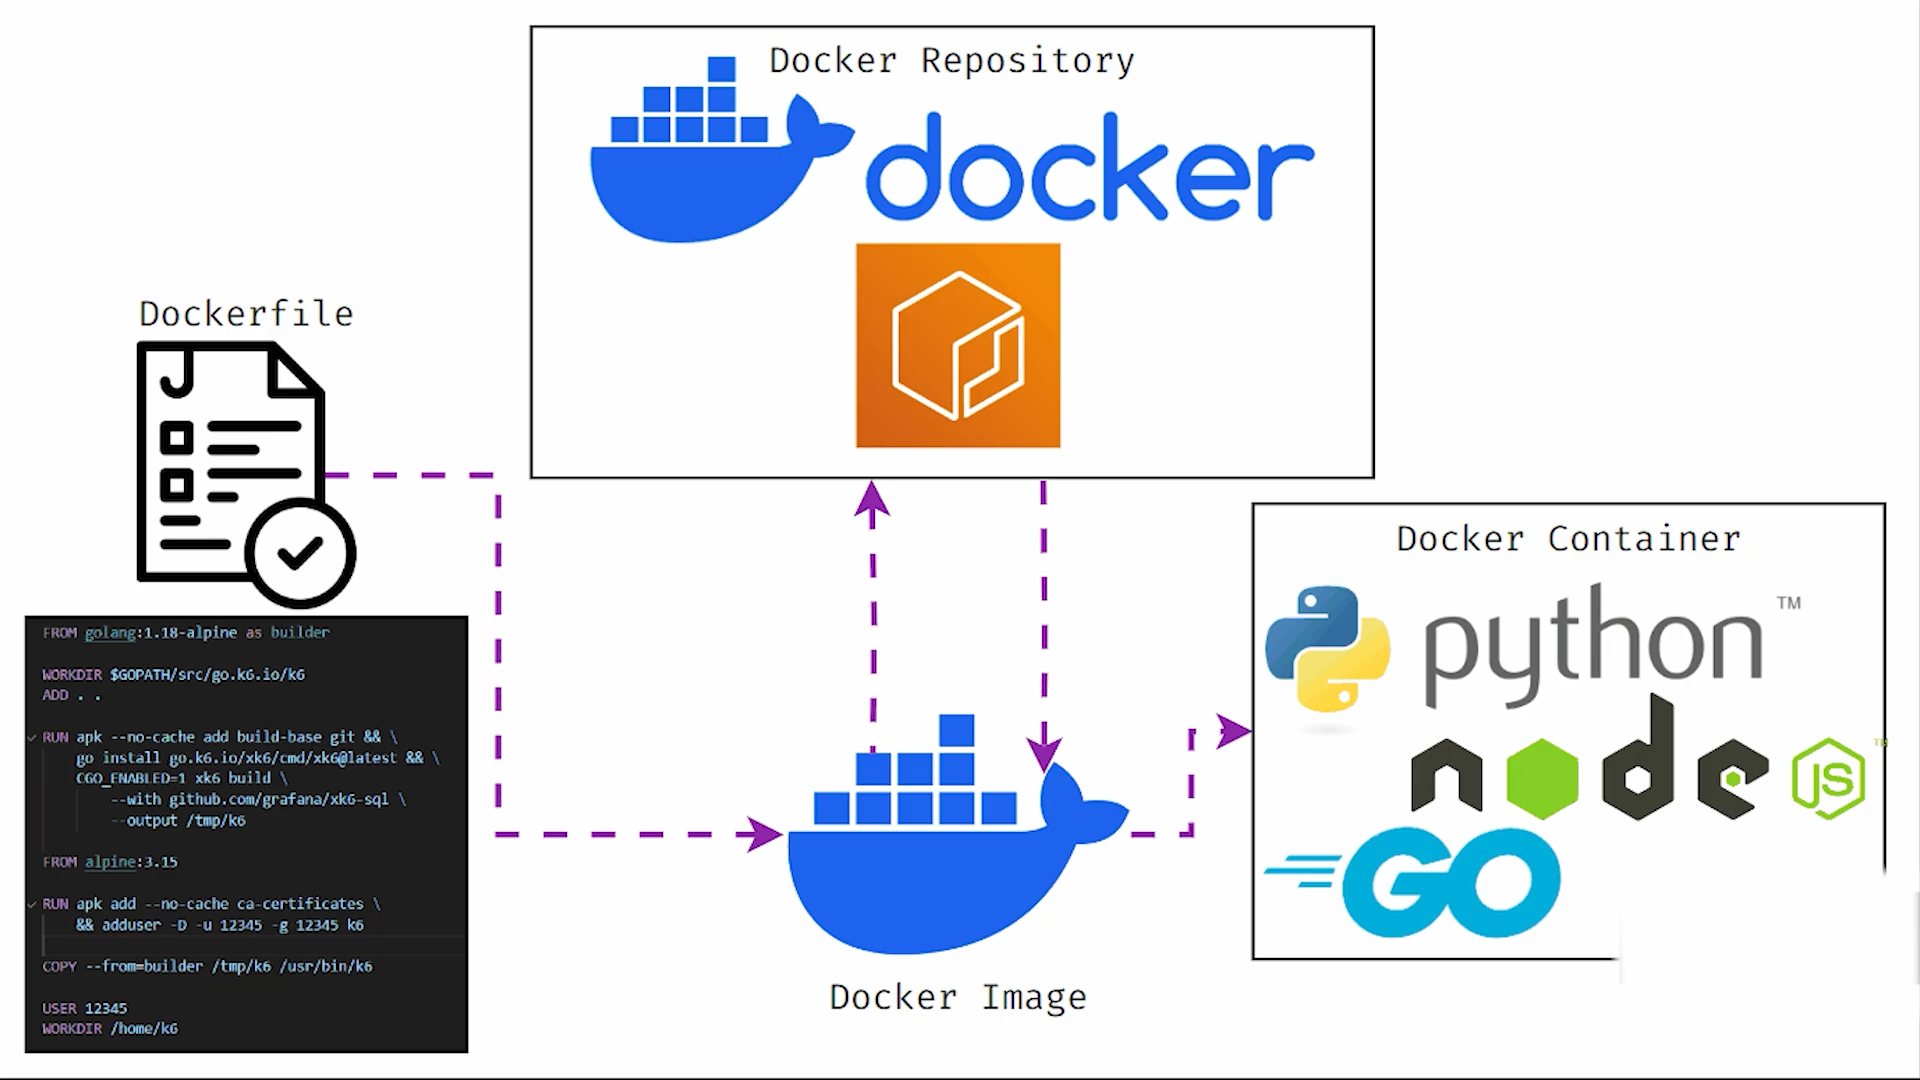 Docker Repository
docker
Dockerfile
FROM golang:1.18-alpine as builder
WORKDIR $GOPATH/src/go.k6.io/k6
ADD . .
RUN apk --no-cache add build-base git && \
go install go.k6.io/xk6/cmd/xk6@latest && \
CGO_ENABLED=1 xk6 build \
--with github.com/grafana/xk6-sql \
--output /tmp/k6
FROM alpine:3.15
RUN apk add --no-cache ca-certificates \
&& adduser -D -u 12345 -g 12345 k6
COPY --from=builder /tmp/k6 /usr/bin/k6
USER 12345
WORKDIR /home/k6
Docker Image
Docker Container
python™
node JS™
GO